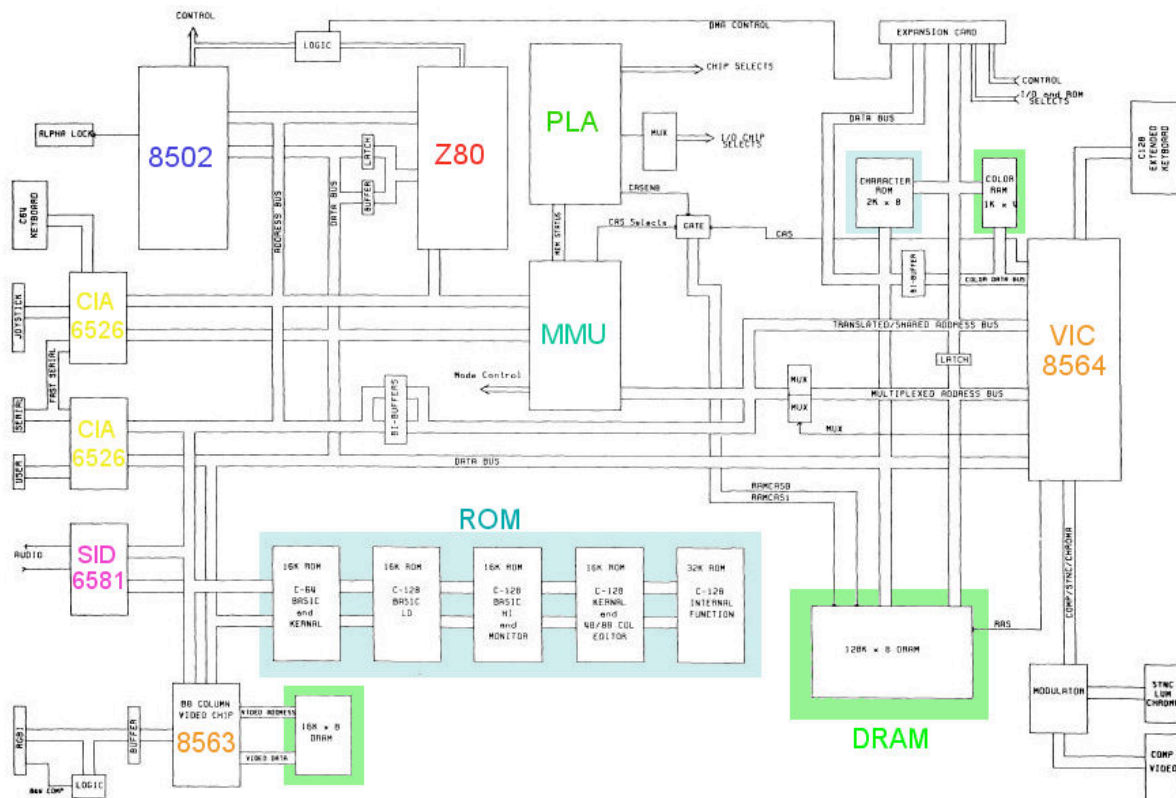 CONTROL
LOGIC
DMA CONTROL
EXPANSION CARD
CHIP SELECTS
CONTROL
I/O and ROM
SELECTS
ALPHA LOCK
8502
Z80
PLA
MUX
I/O CHIP
SELECTS
DATA BUS
C128
EXTENDED
KEYBOARD
LATCH
BUFFER
CHARACTER
ROM
2K x 8
COLOR
RAM
1K x 4
C64
KEYBOARD
ADDRESS BUS
DATA BUS
CASENB
CAS Selects
GATE
CAS
MEM STATUS
BI-BUFFER
COLOR DATA BUS
JOYSTICK
CIA
6526
MMU
TRANSLATED/SHARED ADDRESS BUS
VIC
8564
LATCH
FAST SERIAL
Mode Control
MUX
MULTIPLEXED ADDRESS BUS
MUX
MUX
SERIAL
CIA
6526
BI-BUFFERS
USER
DATA BUS
RAMCAS0
RAMCAS1
ROM
AUDIO
SID
6581
16K ROM
C-64
BASIC
and
KERNAL
16K ROM
C-128
BASIC
LO
16K ROM
C-128
BASIC
HI
and
MONITOR
16K ROM
C-128
KERNAL
and
40/80 COL
EDITOR
32K ROM
C-128
INTERNAL
FUNCTION
COMP/SYNC/CHROMA
128K x 8 DRAM
RAS
DRAM
MODULATOR
SYNC
LUM
CHROMA
COMP
VIDEO
80 COLUMN
VIDEO CHIP
8563
VIDEO ADDRESS
VIDEO DATA
16K x 8
DRAM
RGBI
BUFFER
LOGIC